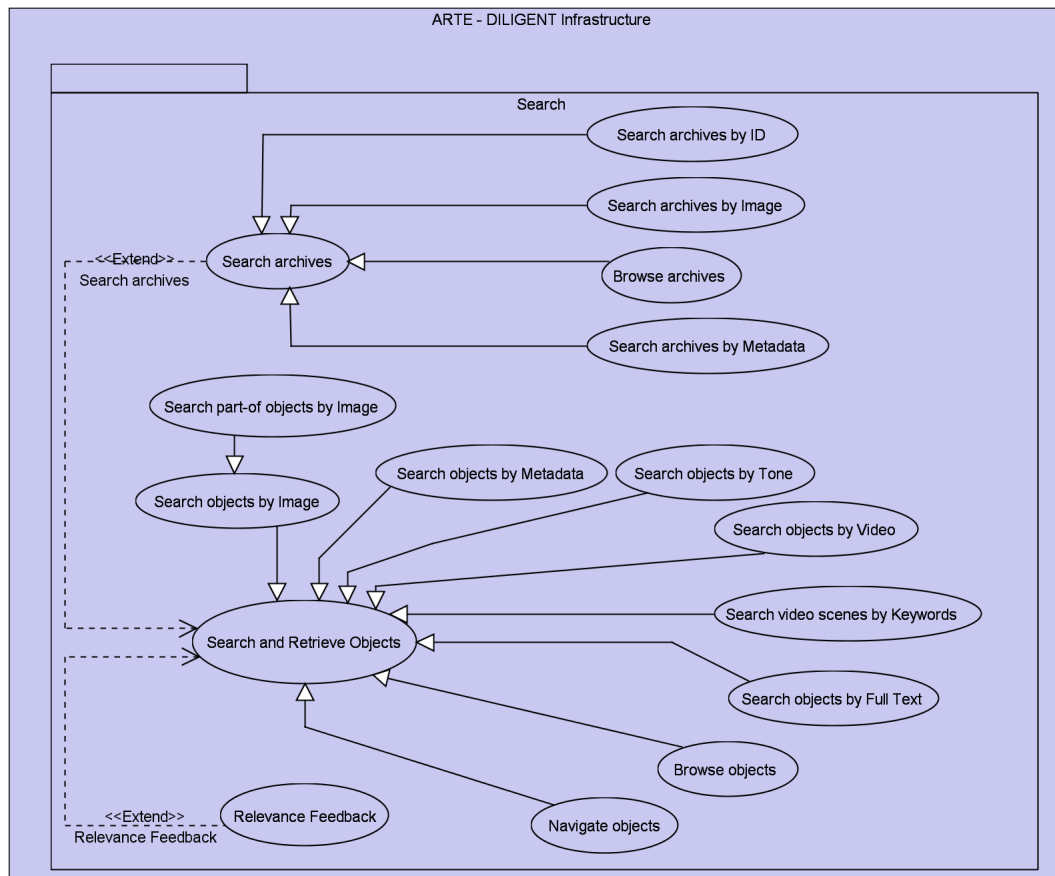 ARTE - DILIGENT Infrastructure
Search
Search archives by ID
Search archives by Image
<<Extend>>
Search archives
Search archives
Browse archives
Search archives by Metadata
Search part-of objects by Image
Search objects by Image
Search objects by Metadata
Search objects by Tone
Search objects by Video
Search video scenes by Keywords
Search and Retrieve Objects
Search objects by Full Text
Browse objects
<<Extend>>
Relevance Feedback
Relevance Feedback
Navigate objects